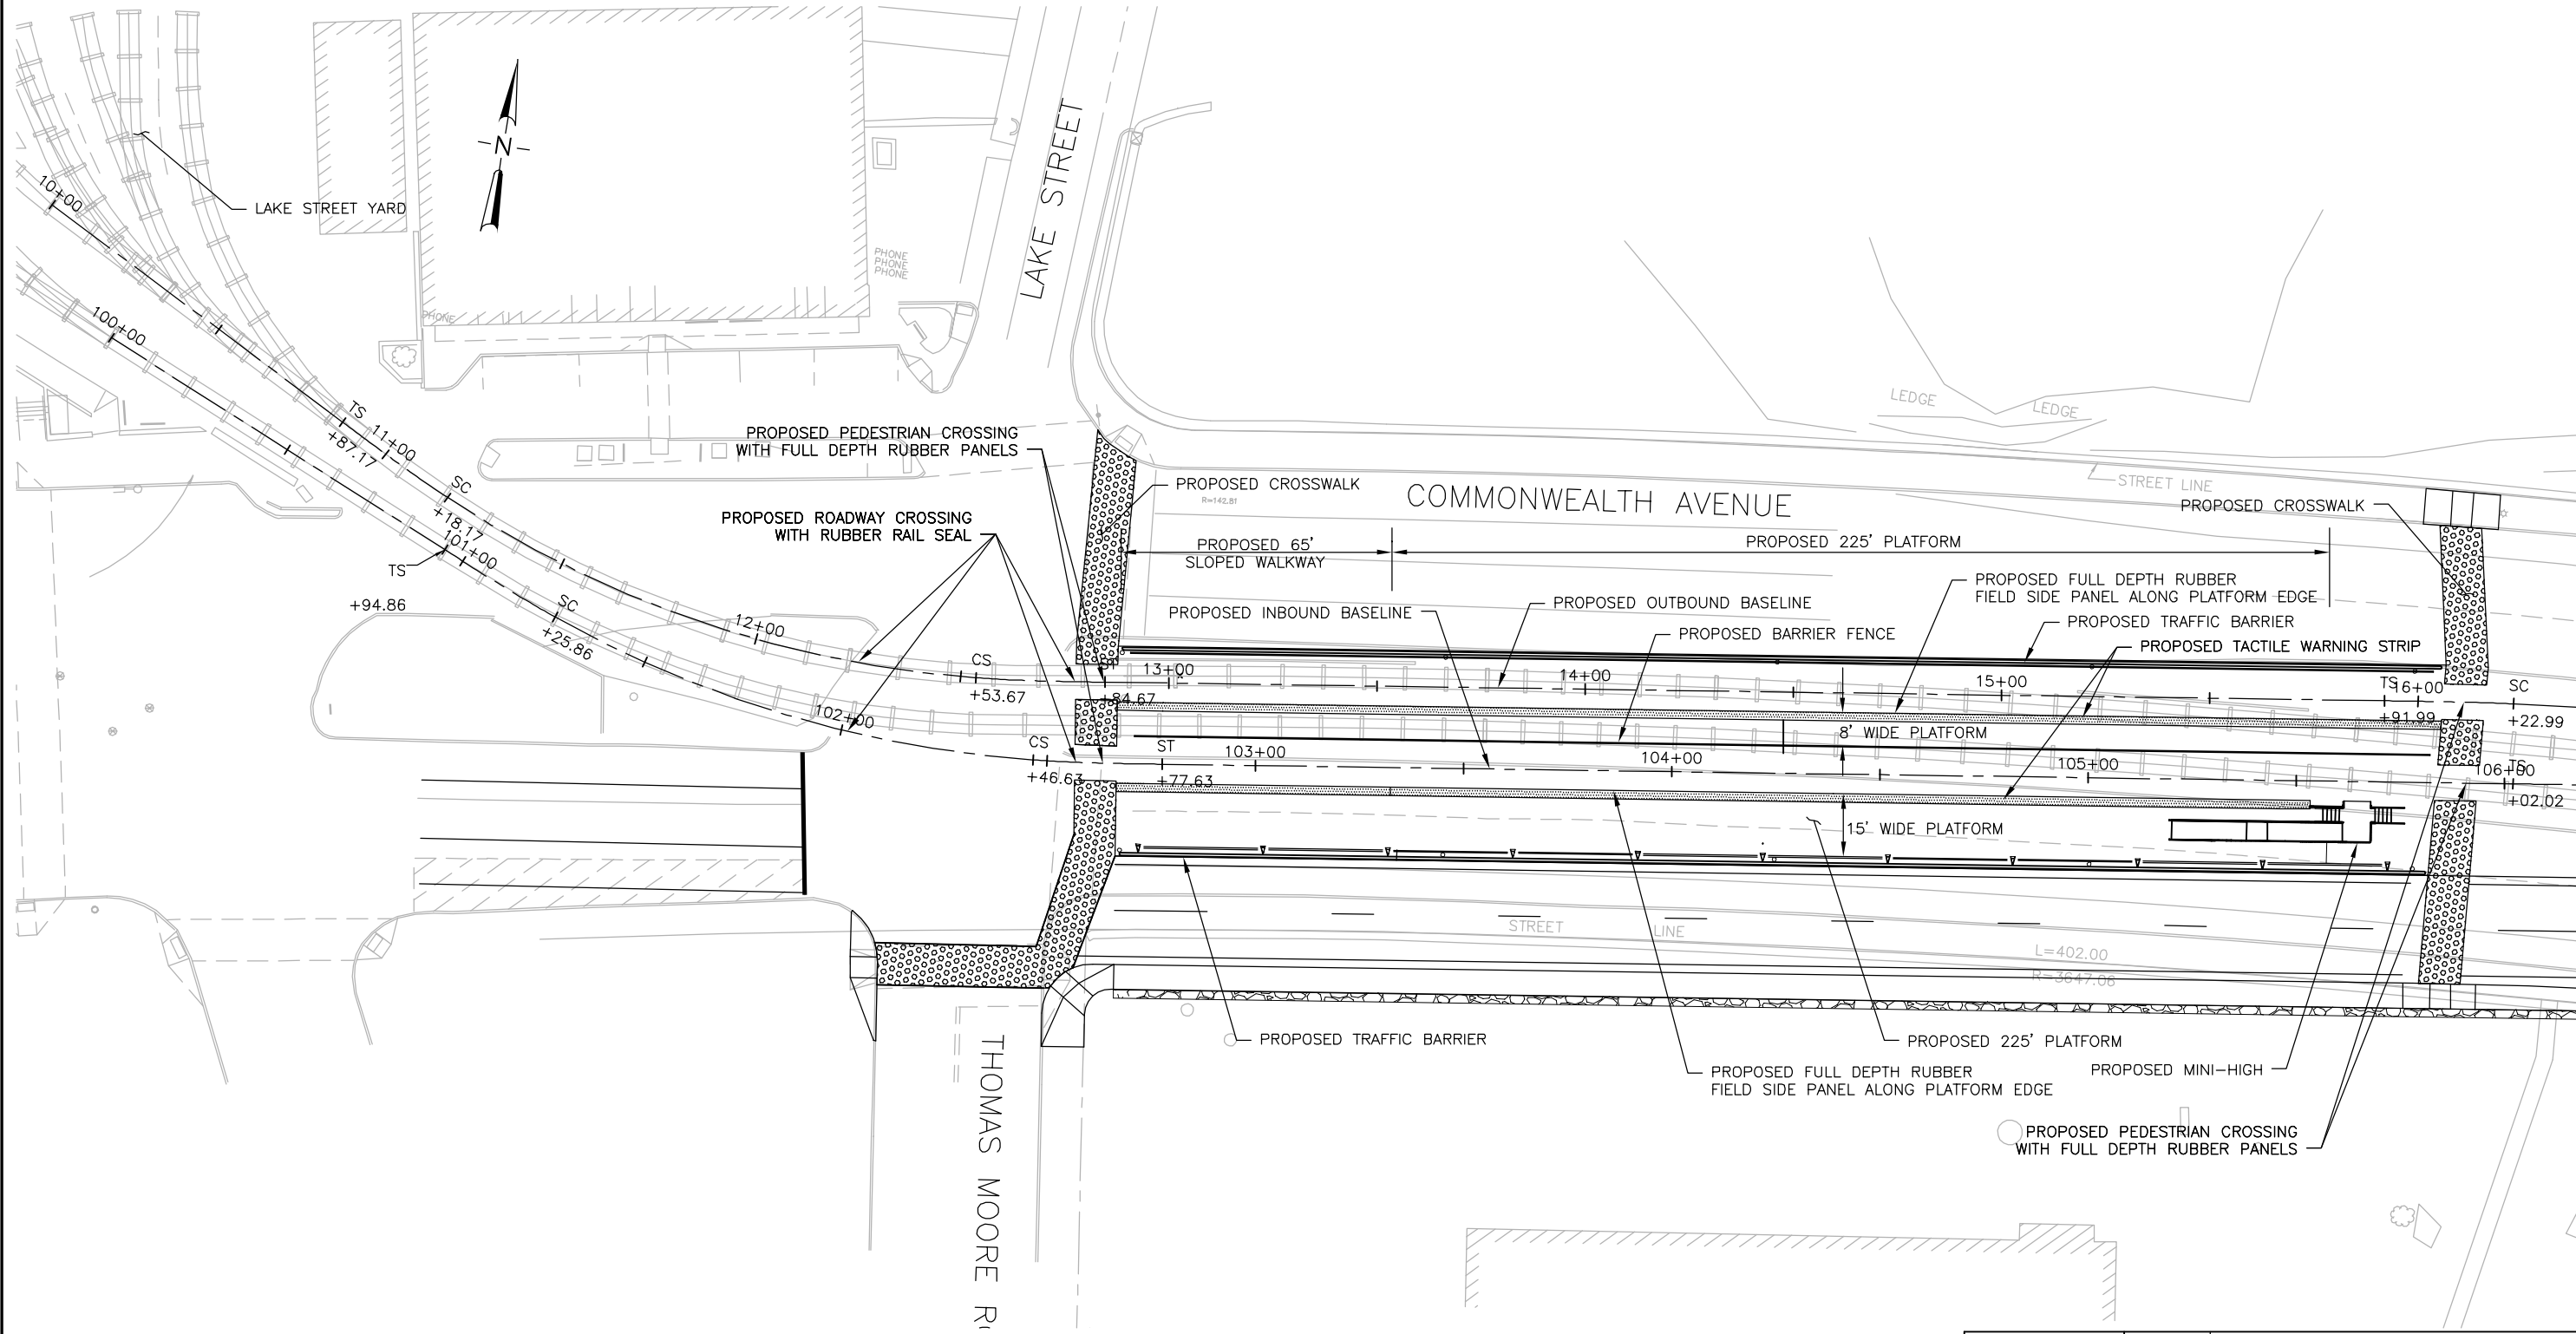 10+00
LAKE STREET YARD
N
LAKE STREET
PHONE
PHONE
PHONE
PHONE
100+00
TS
+87.17
11+00
SC
+18.17
101+00
TS
+94.86
SC
+25.86
12+00
102+00
PROPOSED PEDESTRIAN CROSSING
WITH FULL DEPTH RUBBER PANELS
PROPOSED ROADWAY CROSSING
WITH RUBBER RAIL SEAL
PROPOSED CROSSWALK
R=142.81
COMMONWEALTH AVENUE
LEDGE
LEDGE
STREET LINE
PROPOSED CROSSWALK
PROPOSED 65'
SLOPED WALKWAY
PROPOSED 225' PLATFORM
PROPOSED INBOUND BASELINE
PROPOSED OUTBOUND BASELINE
PROPOSED BARRIER FENCE
PROPOSED FULL DEPTH RUBBER
FIELD SIDE PANEL ALONG PLATFORM EDGE
PROPOSED TRAFFIC BARRIER
PROPOSED TACTILE WARNING STRIP
CS
+53.67
13+00
+84.67
14+00
15+00
TS
16+00
+91.99
SC
+22.99
8' WIDE PLATFORM
CS
+46.63
ST
+77.63
103+00
104+00
105+00
TS
106+00
+02.02
15' WIDE PLATFORM
STREET LINE
L=402.00
R=3647.06
PROPOSED TRAFFIC BARRIER
PROPOSED 225' PLATFORM
PROPOSED FULL DEPTH RUBBER
FIELD SIDE PANEL ALONG PLATFORM EDGE
PROPOSED MINI-HIGH
PROPOSED PEDESTRIAN CROSSING
WITH FULL DEPTH RUBBER PANELS
THOMAS MOORE RO